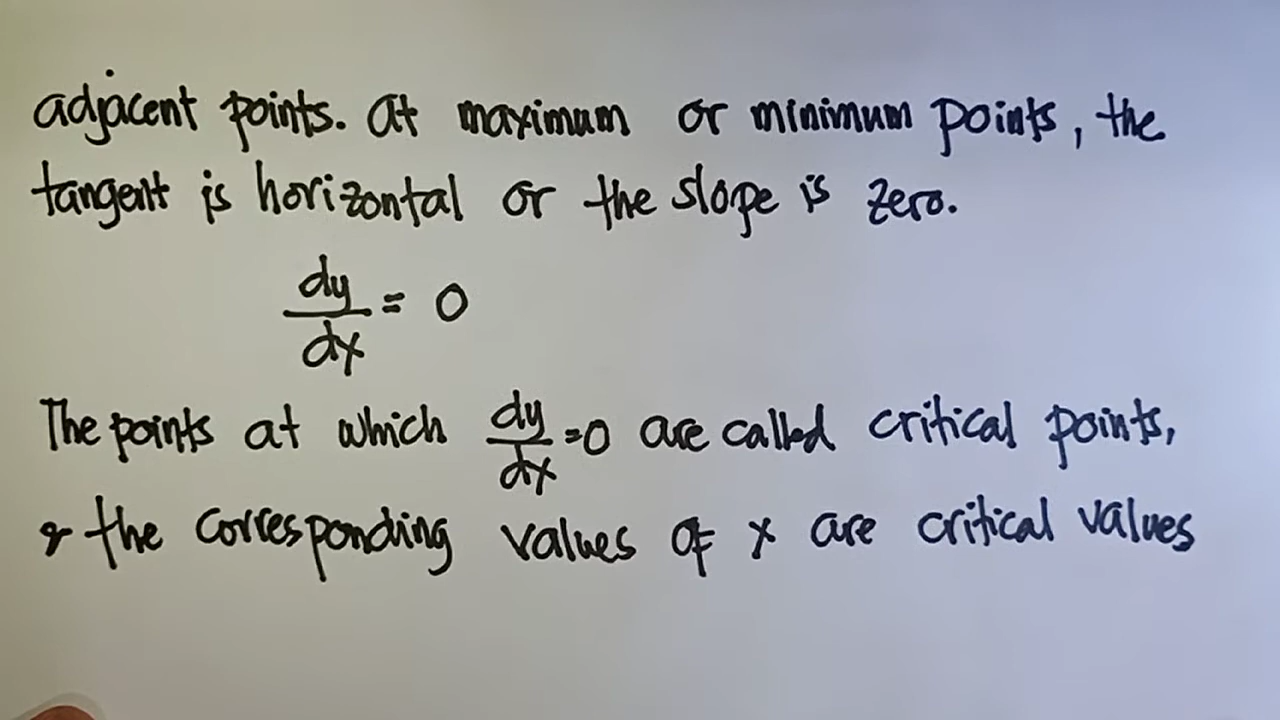 adjacent points. At maximum or minimum points, the
tangent is horizontal or the slope is zero.
dy/dx = 0
The points at which dy/dx =0 are called critical points,
& the corresponding values of x are critical values